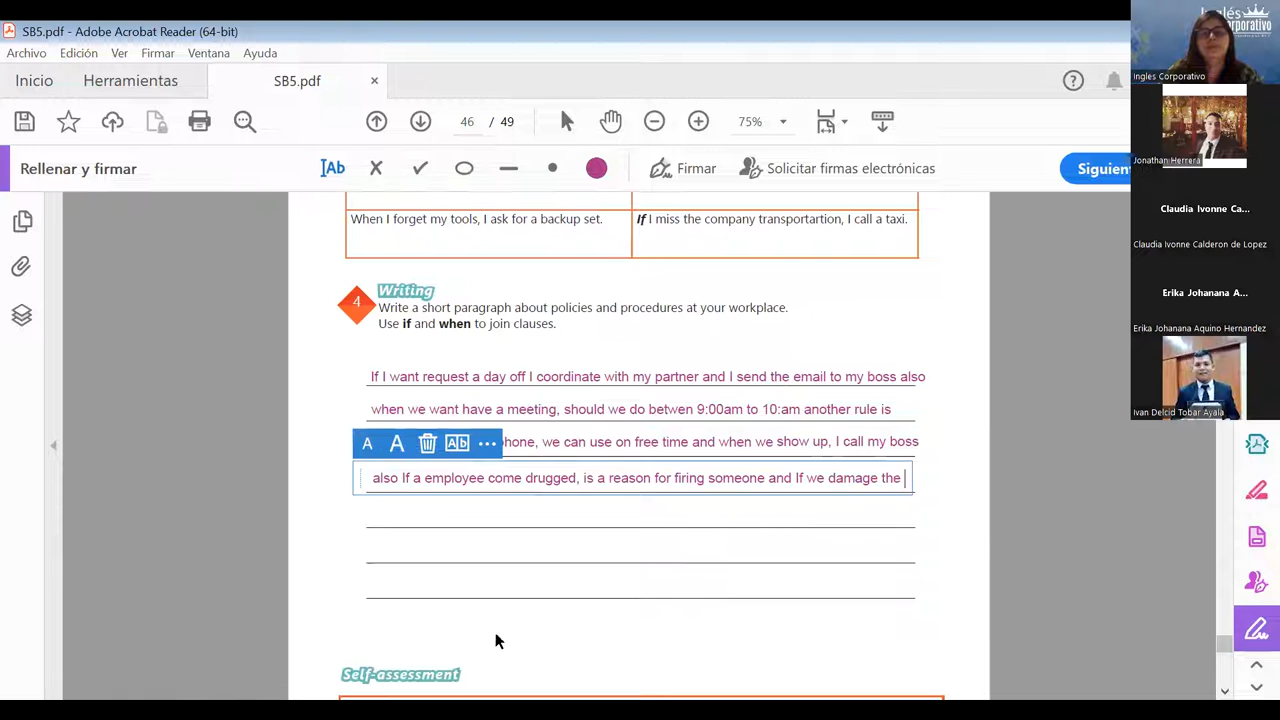 SB5.pdf - Adobe Acrobat Reader (64-bit)
Archivo Edición Ver Firmar Ventana Ayuda
Inicio Herramientas SB5.pdf
46 / 49 75%
Rellenar y firmar Ab Firmar Solicitar firmas electrónicas Siguien
When I forget my tools, I ask for a backup set. If I miss the company transportartion, I call a taxi.
4 Writing
Write a short paragraph about policies and procedures at your workplace.
Use if and when to join clauses.
If I want request a day off I coordinate with my partner and I send the email to my boss also
when we want have a meeting, should we do betwen 9:00am to 10:am another rule is
A A Ab phone, we can use on free time and when we show up, I call my boss
also If a employee come drugged, is a reason for firing someone and If we damage the
Self-assessment
Inglés
Corporativo
Ingles Corporativo
Jonathan Herrera
Claudia Ivonne Ca...
Claudia Ivonne Calderon de Lopez
Erika Johanana A...
Erika Johanana Aquino Hernandez
Ivan Delcid Tobar Ayala